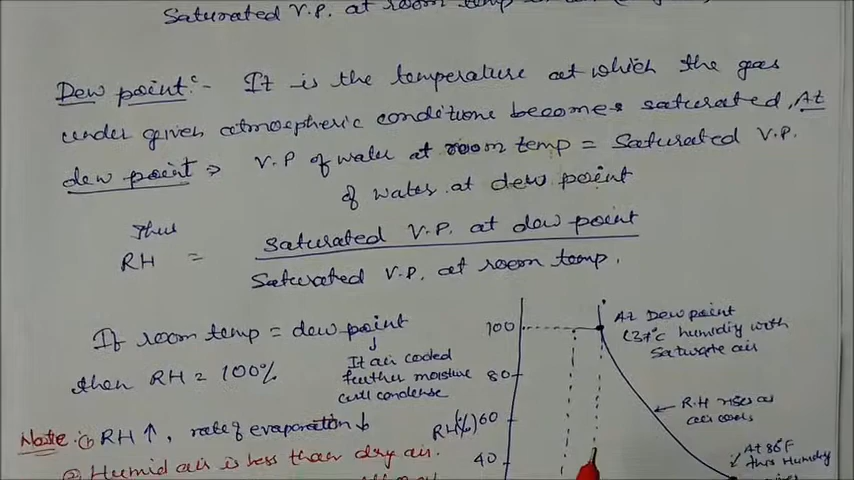 Saturated V.P. at room temp
Dew point:- It is the temperature at which the gas
under given atmospheric conditions becomes saturated, At
dew point ⇒ V.P of water at room temp = Saturated V.P.
of water at dew point
Thus
RH = Saturated V.P. at dew point
Saturated V.P. at room temp.
If room temp = dew point
then RH = 100%
↓
It air cooled
further moisture
will condense
Note: ① RH ↑, rate of evaporation ↓
② Humid air is less than dry air.
100
80
RH(%) 60
40
At Dew point
(37°C humidity with
Saturate air
R.H rises as
air cools
At 86°F
this Humidity